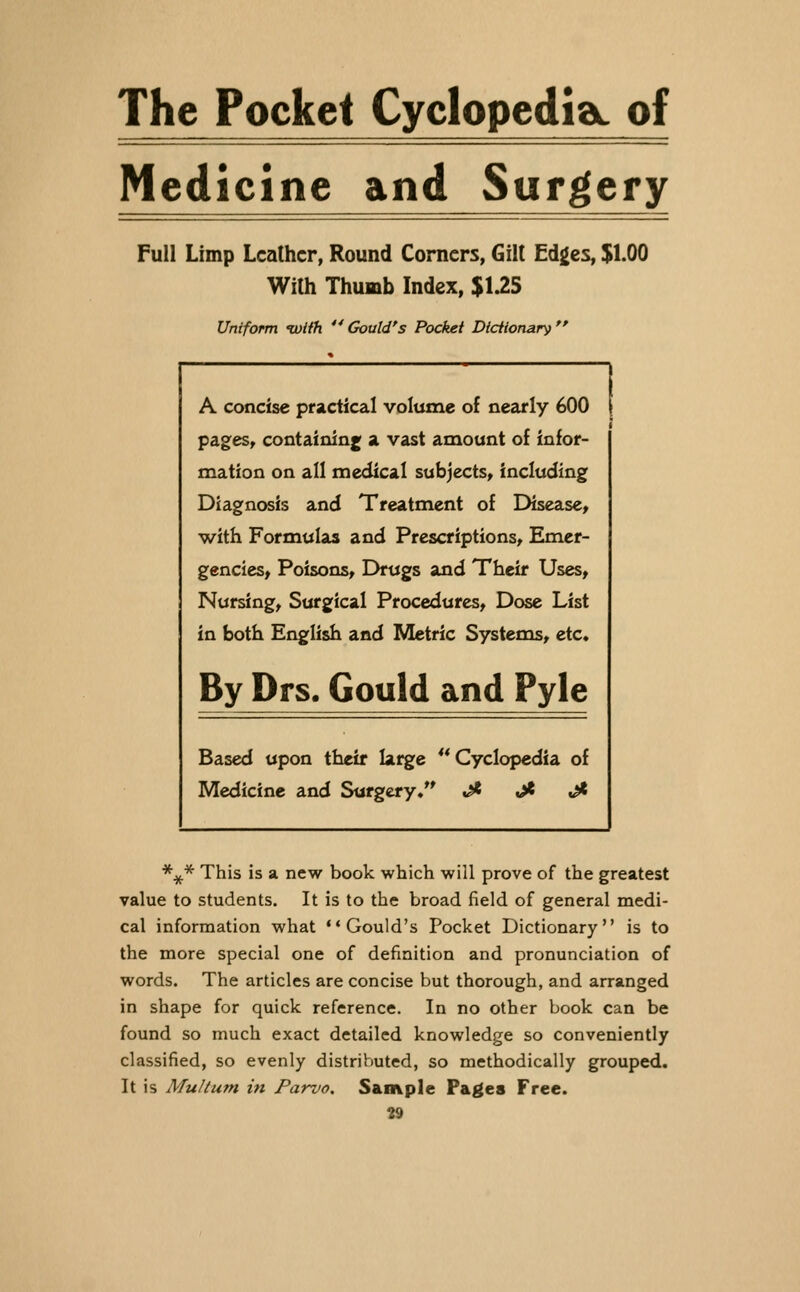 The Pocket Cyclopedia of
Medicine and Surgery
Full Limp Leather, Round Corners, Gilt Edges, $1.00
With Thumb Index, $1.25
Uniform with "Gould's Pocket Dictionary"
A concise practical volume of nearly 600
pages, containing a vast amount of infor-
mation on all medical subjects, including
Diagnosis and Treatment of Disease,
with Formulas and Prescriptions, Emer-
gencies, Poisons, Drugs and Their Uses,
Nursing, Surgical Procedures, Dose List
in both English and Metric Systems, etc.
By Drs. Gould and Pyle
Based upon their large "Cyclopedia of
Medicine and Surgery."
*** This is a new book which will prove of the greatest
value to students. It is to the broad field of general medi-
cal information what "Gould's Pocket Dictionary" is to
the more special one of definition and pronunciation of
words. The articles are concise but thorough, and arranged
in shape for quick reference. In no other book can be
found so much exact detailed knowledge so conveniently
classified, so evenly distributed, so methodically grouped.
It is Multum in Parvo. Sample Pages Free.
29